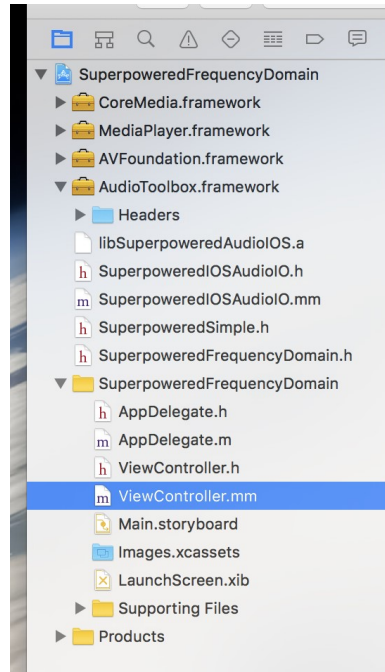 SuperpoweredFrequencyDomain
CoreMedia.framework
MediaPlayer.framework
AVFoundation.framework
AudioToolbox.framework
Headers
libSuperpoweredAudioIOS.a
h SuperpoweredIOSAudioIO.h
m SuperpoweredIOSAudioIO.mm
h SuperpoweredSimple.h
h SuperpoweredFrequencyDomain.h
SuperpoweredFrequencyDomain
h AppDelegate.h
m AppDelegate.m
h ViewController.h
m ViewController.mm
Main.storyboard
Images.xcassets
LaunchScreen.xib
Supporting Files
Products